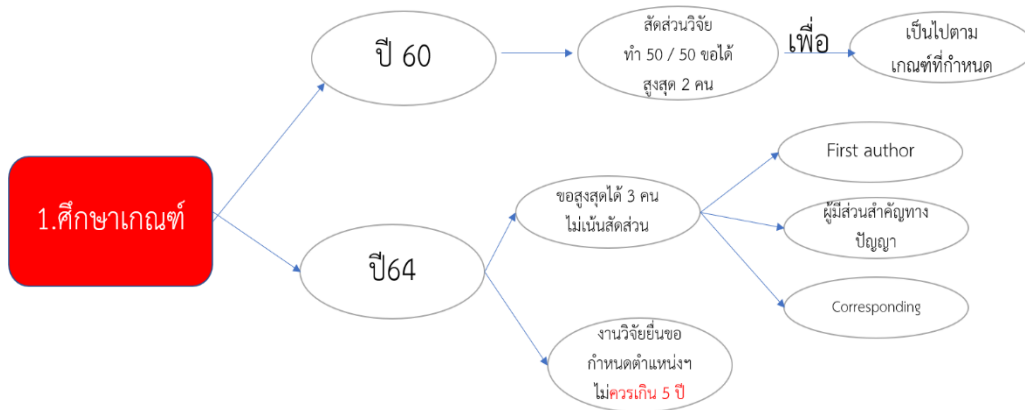 1.ศึกษาเกณฑ์
ปี 60
สัดส่วนวิจัย
ทำ 50 / 50 ขอได้
สูงสุด 2 คน
เพื่อ
เป็นไปตาม
เกณฑ์ที่กำหนด
ปี64
ขอสูงสุดได้ 3 คน
ไม่เน้นสัดส่วน
First author
ผู้มีส่วนสำคัญทาง
ปัญญา
Corresponding
งานวิจัยยื่นขอ
กำหนดตำแหน่งฯ
ไม่ควรเกิน 5 ปี